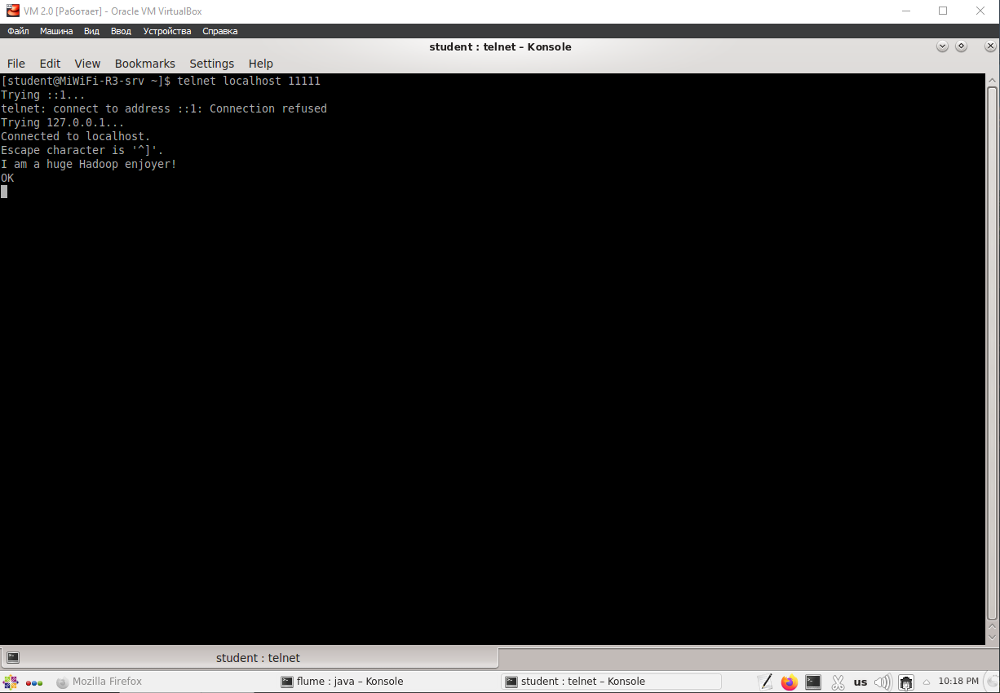 VM 2.0 [Работает] - Oracle VM VirtualBox
Файл Машина Вид Ввод Устройства Справка
student : telnet – Konsole
File Edit View Bookmarks Settings Help
[student@MiWiFi-R3-srv ~]$ telnet localhost 11111
Trying ::1...
telnet: connect to address ::1: Connection refused
Trying 127.0.0.1...
Connected to localhost.
Escape character is '^]'.
I am a huge Hadoop enjoyer!
OK
student : telnet
Mozilla Firefox flume : java – Konsole student : telnet – Konsole us 10:18 PM